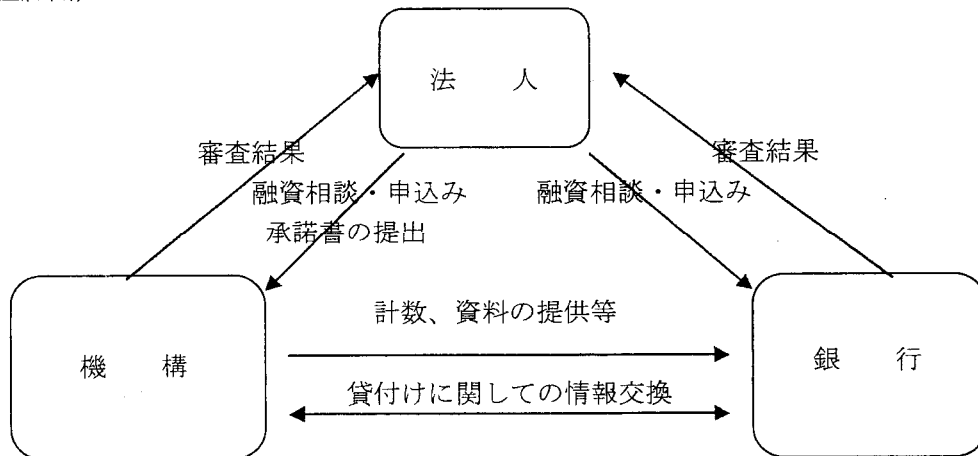 法　人
審査結果
審査結果
融資相談・申込み
融資相談・申込み
承諾書の提出
計数、資料の提供等
機　構
銀　行
貸付けに関しての情報交換